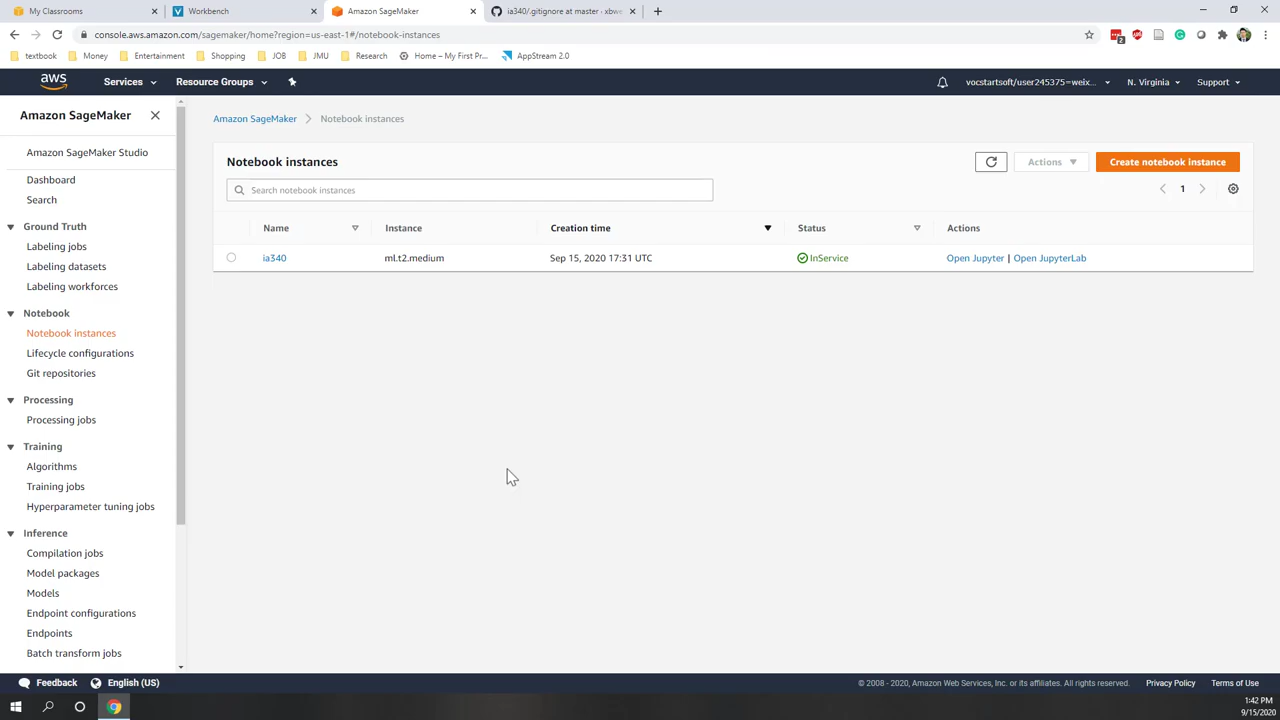 My Classrooms
Workbench
Amazon SageMaker
ia340/.gitignore at master · xbwe
console.aws.amazon.com/sagemaker/home?region=us-east-1#/notebook-instances
textbook
Money
Entertainment
Shopping
JOB
JMU
Research
Home – My First Pr...
AppStream 2.0
aws
Services
Resource Groups
vocstartsoft/user245375=weix...
N. Virginia
Support
Amazon SageMaker
Amazon SageMaker Studio
Dashboard
Search
Ground Truth
Labeling jobs
Labeling datasets
Labeling workforces
Notebook
Notebook instances
Lifecycle configurations
Git repositories
Processing
Processing jobs
Training
Algorithms
Training jobs
Hyperparameter tuning jobs
Inference
Compilation jobs
Model packages
Models
Endpoint configurations
Endpoints
Batch transform jobs
Amazon SageMaker > Notebook instances
Notebook instances
Actions
Create notebook instance
Search notebook instances
1
Name
Instance
Creation time
Status
Actions
ia340
ml.t2.medium
Sep 15, 2020 17:31 UTC
InService
Open Jupyter | Open JupyterLab
Feedback
English (US)
© 2008 - 2020, Amazon Web Services, Inc. or its affiliates. All rights reserved.
Privacy Policy
Terms of Use
1:42 PM
9/15/2020